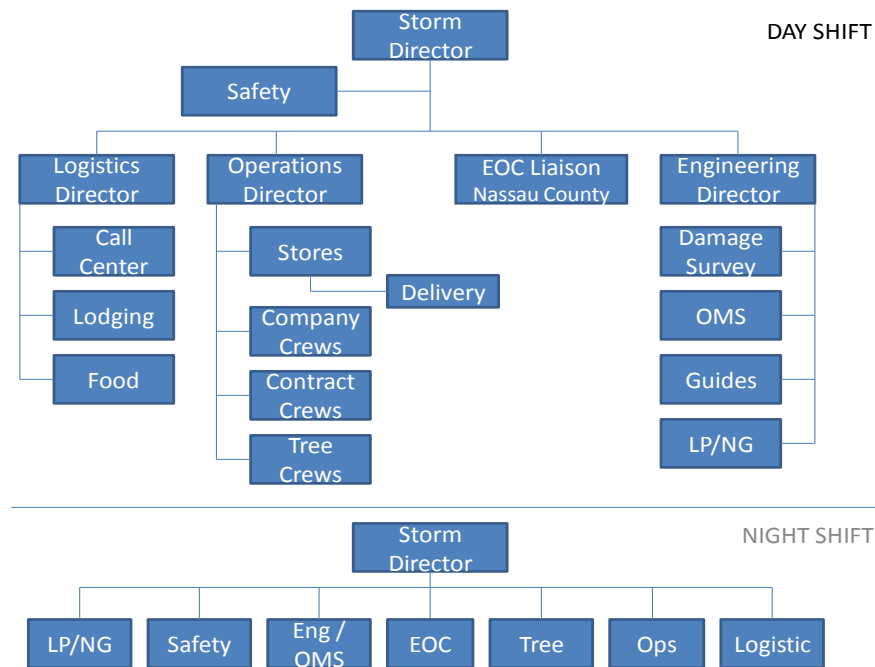 Storm
Director
DAY SHIFT
Safety
Logistics
Director
Operations
Director
EOC Liaison
Nassau County
Engineering
Director
Call
Center
Stores
Damage
Survey
Delivery
Lodging
Company
Crews
OMS
Food
Contract
Crews
Guides
Tree
Crews
LP/NG
Storm
Director
NIGHT SHIFT
LP/NG
Safety
Eng /
OMS
EOC
Tree
Ops
Logistic